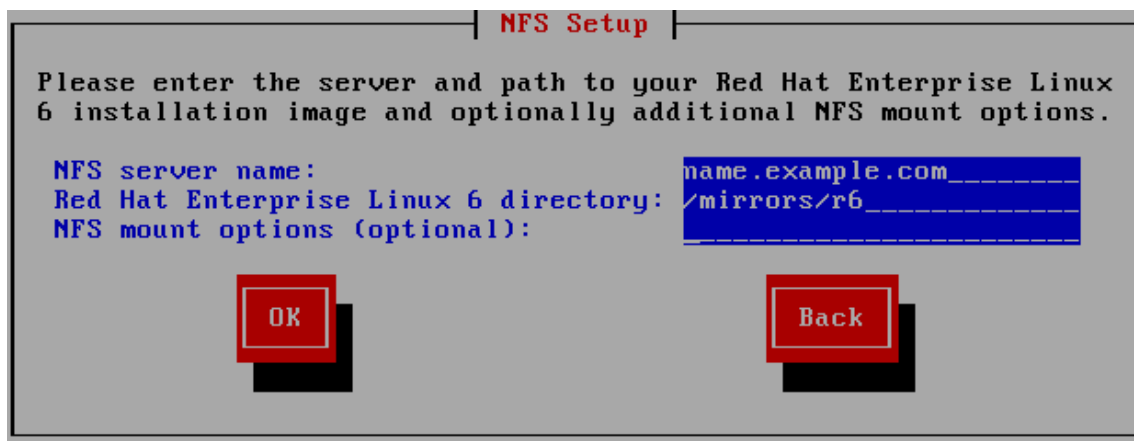 NFS Setup
Please enter the server and path to your Red Hat Enterprise Linux
6 installation image and optionally additional NFS mount options.
NFS server name: name.example.com________
Red Hat Enterprise Linux 6 directory: /mirrors/r6_____________
NFS mount options (optional): ________________________
OK Back